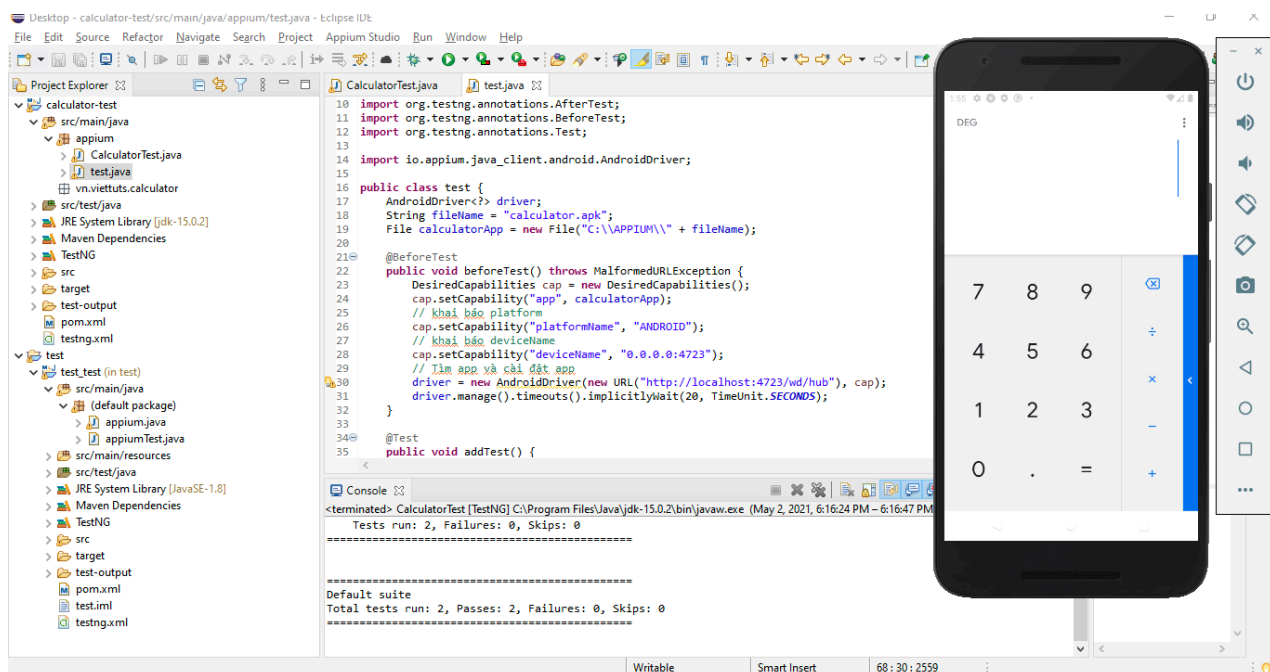 Desktop - calculator-test/src/main/java/appium/test.java - Eclipse IDE
File Edit Source Refactor Navigate Search Project Appium Studio Run Window Help
Project Explorer
calculator-test
src/main/java
appium
CalculatorTest.java
test.java
vn.viettuts.calculator
src/test/java
JRE System Library [jdk-15.0.2]
Maven Dependencies
TestNG
src
target
test-output
pom.xml
testng.xml
test
test_test (in test)
src/main/java
(default package)
appium.java
appiumTest.java
src/main/resources
src/test/java
JRE System Library [JavaSE-1.8]
Maven Dependencies
TestNG
src
target
test-output
pom.xml
test.iml
testng.xml
CalculatorTest.java test.java
10 import org.testng.annotations.AfterTest;
11 import org.testng.annotations.BeforeTest;
12 import org.testng.annotations.Test;
13
14 import io.appium.java_client.android.AndroidDriver;
15
16 public class test {
17 AndroidDriver<?> driver;
18 String fileName = "calculator.apk";
19 File calculatorApp = new File("C:\\APPIUM\\" + fileName);
20
21 @BeforeTest
22 public void beforeTest() throws MalformedURLException {
23 DesiredCapabilities cap = new DesiredCapabilities();
24 cap.setCapability("app", calculatorApp);
25 // khai báo platform
26 cap.setCapability("platformName", "ANDROID");
27 // khai báo deviceName
28 cap.setCapability("deviceName", "0.0.0.0:4723");
29 // Tìm app và cài đặt app
30 driver = new AndroidDriver(new URL("http://localhost:4723/wd/hub"), cap);
31 driver.manage().timeouts().implicitlyWait(20, TimeUnit.SECONDS);
32 }
33
34 @Test
35 public void addTest() {
Console
<terminated> CalculatorTest [TestNG] C:\Program Files\Java\jdk-15.0.2\bin\javaw.exe (May 2, 2021, 6:16:24 PM – 6:16:47 PM
Tests run: 2, Failures: 0, Skips: 0
===============================================
===============================================
Default suite
Total tests run: 2, Passes: 2, Failures: 0, Skips: 0
===============================================
Writable Smart Insert 68 : 30 : 2559
1:55
DEG
7 8 9
÷
4 5 6
×
1 2 3
−
0 . = +